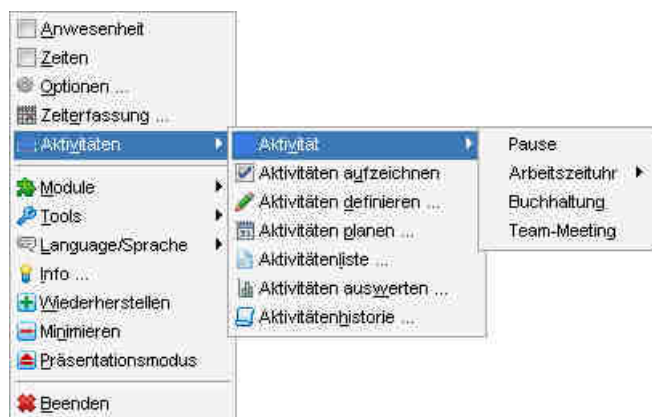 Anwesenheit
Zeiten
Optionen ...
Zeiterfassung ...
Aktivitäten
Module
Tools
Language/Sprache
Info ...
Wiederherstellen
Minimieren
Präsentationsmodus
Beenden
Aktivität
Aktivitäten aufzeichnen
Aktivitäten definieren ...
Aktivitäten planen ...
Aktivitätenliste ...
Aktivitäten auswerten ...
Aktivitätenhistorie ...
Pause
Arbeitszeituhr
Buchhaltung
Team-Meeting